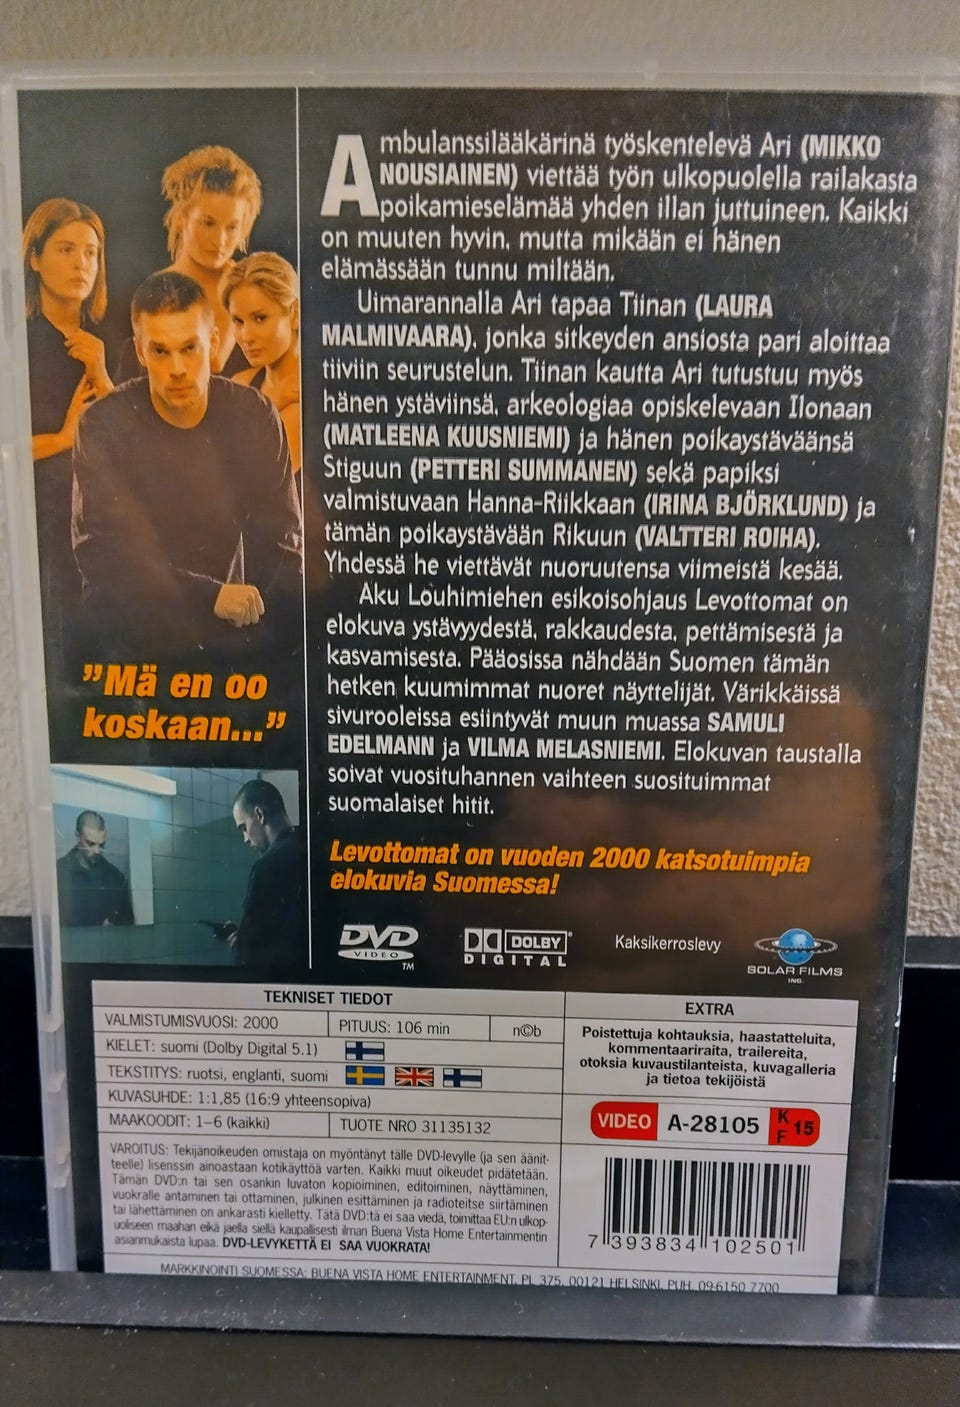 Ambulanssilääkärinä työskentelevä Ari (MIKKO
NOUSIAINEN) viettää työn ulkopuolella railakasta
poikamieselämää yhden illan juttuineen. Kaikki
on muuten hyvin, mutta mikään ei hänen
elämässään tunnu miltään.
Uimarannalla Ari tapaa Tiinan (LAURA
MALMIVAARA), jonka sitkeyden ansiosta pari aloittaa
tiiviin seurustelun. Tiinan kautta Ari tutustuu myös
hänen ystäviinsä, arkeologiaa opiskelevaan Ilonaan
(MATLEENA KUUSNIEMI) ja hänen poikaystäväänsä
Stiguun (PETTERI SUMMANEN) sekä papiksi
valmistuvaan Hanna-Riikkaan (IRINA BJÖRKLUND) ja
tämän poikaystävään Rikuun (VALTTERI ROIHA).
Yhdessä he viettävät nuoruutensa viimeistä kesää.
Aku Louhimiehen esikoisohjaus Levottomat on
elokuva ystävyydestä, rakkaudesta, pettämisestä ja
kasvamisesta. Pääosissa nähdään Suomen tämän
hetken kuumimmat nuoret näyttelijät. Värikkäissä
sivurooleissa esiintyvät muun muassa SAMULI
EDELMANN ja VILMA MELASNIEMI. Elokuvan taustalla
soivat vuosituhannen vaihteen suosituimmat
suomalaiset hitit.
"Mä en oo
koskaan..."
Levottomat on vuoden 2000 katsotuimpia
elokuvia Suomessa!
DVD
VIDEO
TM
DOLBY
DIGITAL
Kaksikerroslevy
SOLAR FILMS
INC.
TEKNISET TIEDOT
VALMISTUMISVUOSI: 2000
PITUUS: 106 min
n©b
KIELET: suomi (Dolby Digital 5.1)
TEKSTITYS: ruotsi, englanti, suomi
KUVASUHDE: 1:1,85 (16:9 yhteensopiva)
MAAKOODIT: 1–6 (kaikki)
TUOTE NRO 31135132
VAROITUS: Tekijänoikeuden omistaja on myöntänyt tälle DVD-levylle (ja sen äänit-
teelle) lisenssin ainoastaan kotikäyttöä varten. Kaikki muut oikeudet pidätetään.
Tämän DVD:n tai sen osankin luvaton kopioiminen, editoiminen, näyttäminen,
vuokralle antaminen tai ottaminen, julkinen esittäminen ja radioteitse siirtäminen
tai lähettäminen on ankarasti kielletty. Tätä DVD:tä ei saa viedä, toimittaa EU:n ulkop-
uoliseen maahan eikä jaella siellä kaupallisesti ilman Buena Vista Home Entertainmentin
asianmukaista lupaa. DVD-LEVYKETTÄ EI SAA VUOKRATA!
EXTRA
Poistettuja kohtauksia, haastatteluita,
kommentaariraita, trailereita,
otoksia kuvaustilanteista, kuvagalleria
ja tietoa tekijöistä
VIDEO A-28105 K F 15
7 393834 102501
MARKKINOINTI SUOMESSA: BUENA VISTA HOME ENTERTAINMENT, PL 375, 00121 HELSINKI, PUH. 09-6150 7700